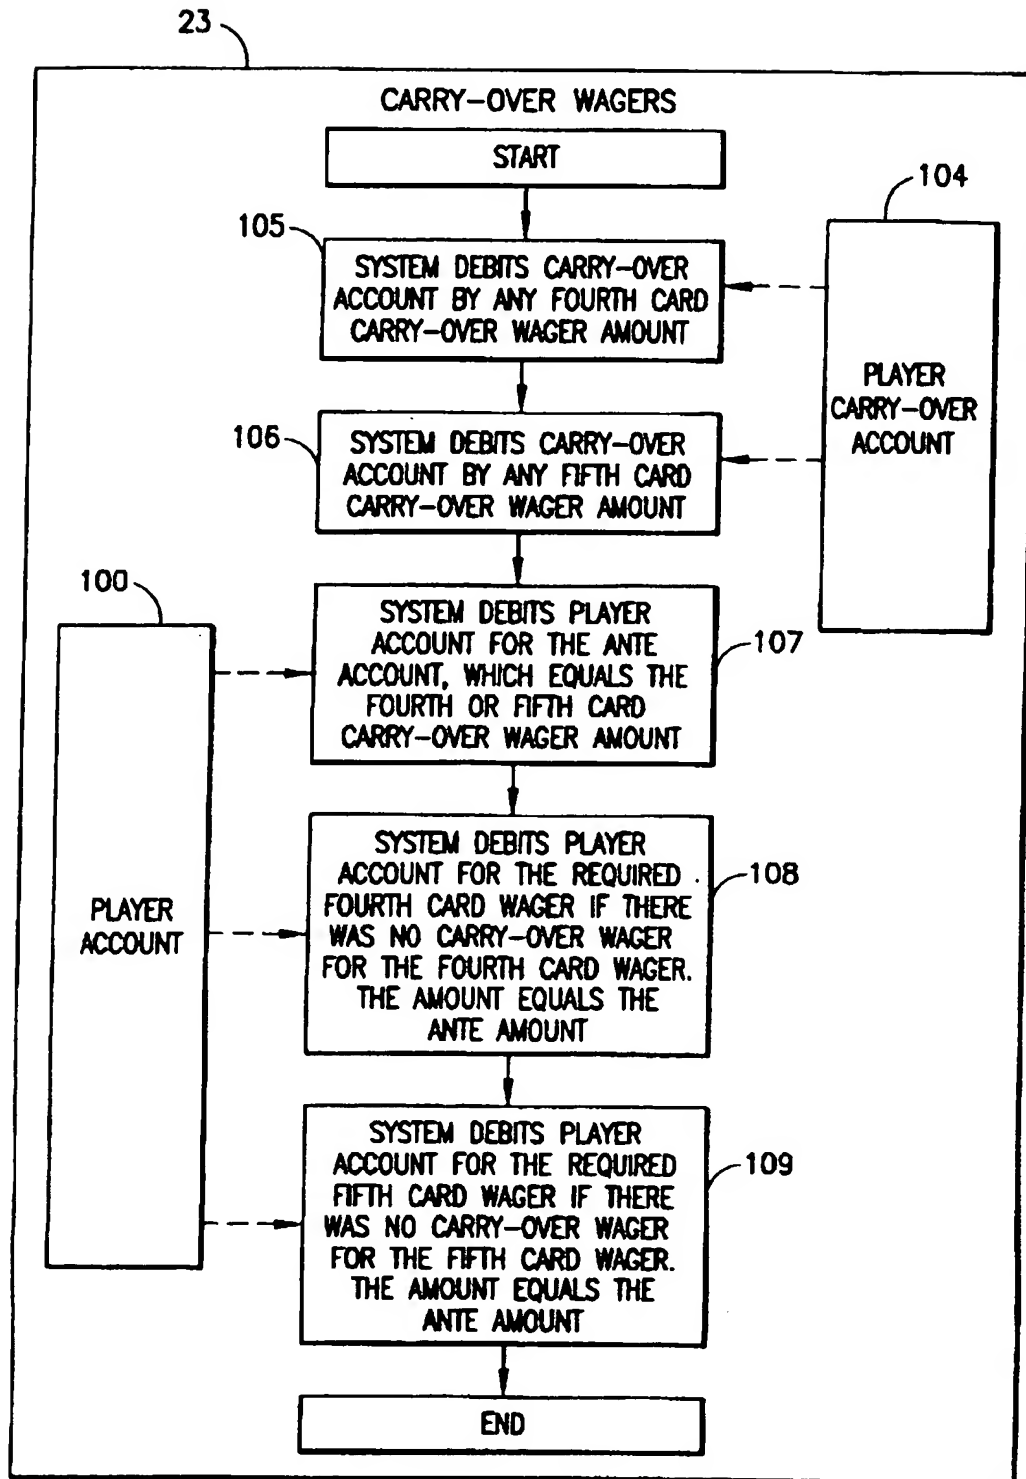 23
CARRY-OVER WAGERS
START
104
105
SYSTEM DEBITS CARRY-OVER
ACCOUNT BY ANY FOURTH CARD
CARRY-OVER WAGER AMOUNT
PLAYER
CARRY-OVER
ACCOUNT
106
SYSTEM DEBITS CARRY-OVER
ACCOUNT BY ANY FIFTH CARD
CARRY-OVER WAGER AMOUNT
100
SYSTEM DEBITS PLAYER
ACCOUNT FOR THE ANTE
ACCOUNT, WHICH EQUALS THE
FOURTH OR FIFTH CARD
CARRY-OVER WAGER AMOUNT
107
PLAYER
ACCOUNT
SYSTEM DEBITS PLAYER
ACCOUNT FOR THE REQUIRED
FOURTH CARD WAGER IF THERE
WAS NO CARRY-OVER WAGER
FOR THE FOURTH CARD WAGER.
THE AMOUNT EQUALS THE
ANTE AMOUNT
108
SYSTEM DEBITS PLAYER
ACCOUNT FOR THE REQUIRED
FIFTH CARD WAGER IF THERE
WAS NO CARRY-OVER WAGER
FOR THE FIFTH CARD WAGER.
THE AMOUNT EQUALS THE
ANTE AMOUNT
109
END